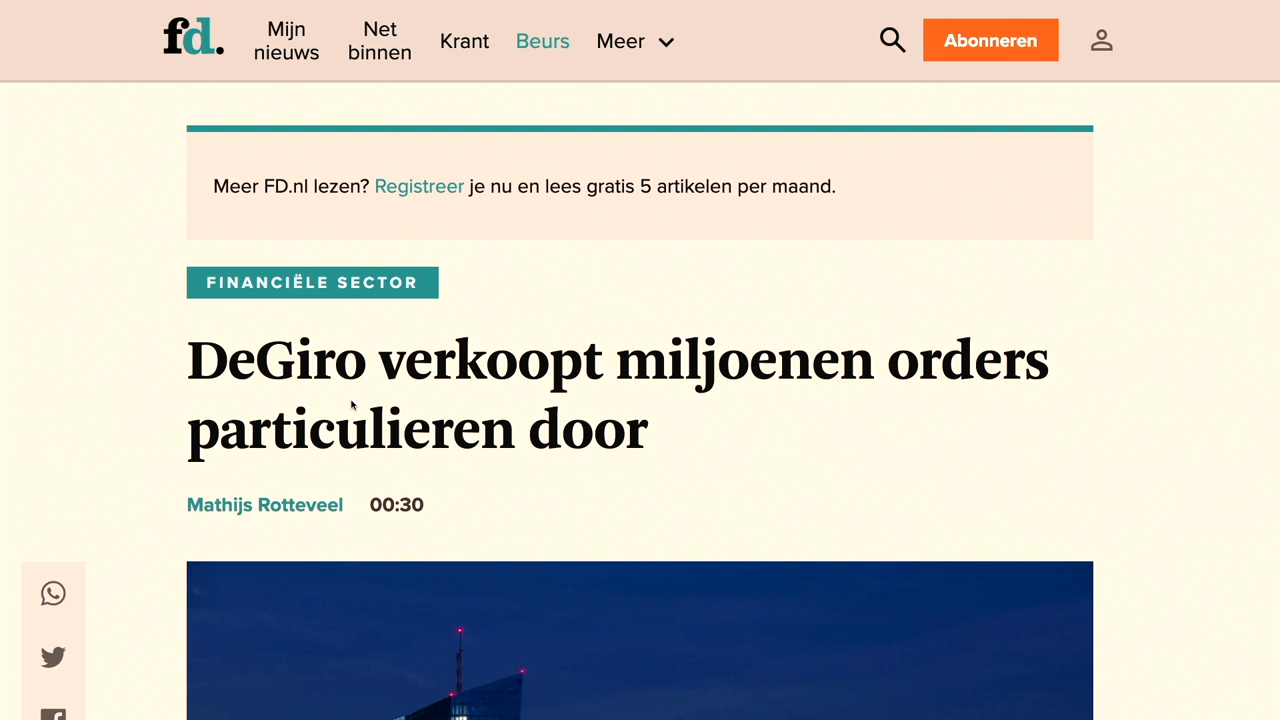 fd.
Mijn nieuws
Net binnen
Krant
Beurs
Meer
Abonneren
Meer FD.nl lezen? Registreer je nu en lees gratis 5 artikelen per maand.
FINANCIËLE SECTOR
DeGiro verkoopt miljoenen orders
particulieren door
Mathijs Rotteveel 00:30